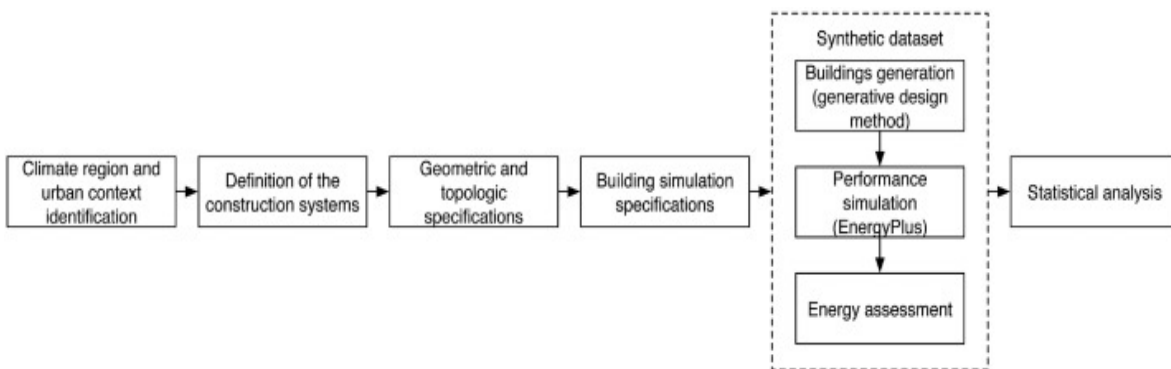 Climate region and
urban context
identification
Definition of the
construction systems
Geometric and
topologic
specifications
Building simulation
specifications
Synthetic dataset
Buildings generation
(generative design
method)
Performance
simulation
(EnergyPlus)
Energy assessment
Statistical analysis